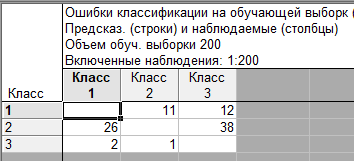 Ошибки классификации на обучающей выборк (
Предсказ. (строки) и наблюдаемые (столбцы)
Объем обуч. выборки 200
Включенные наблюдения: 1:200
Класс Класс 1 Класс 2 Класс 3
1 11 12
2 26 38
3 2 1